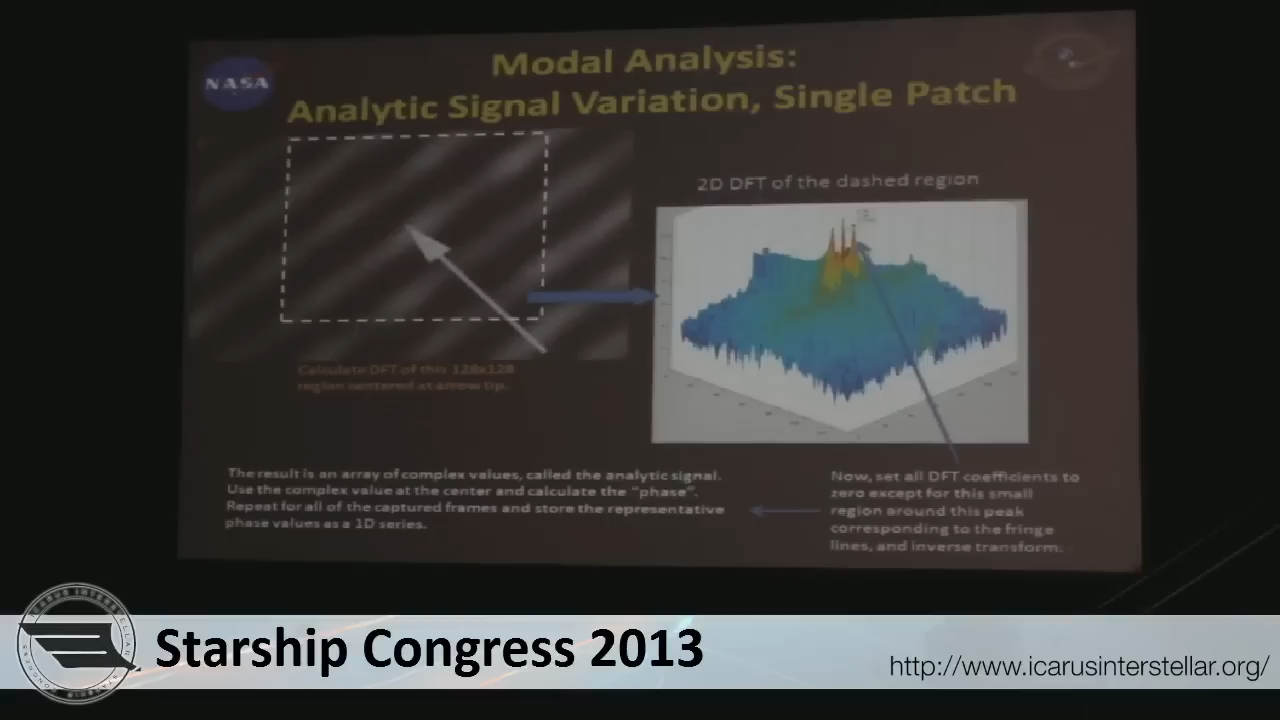 NASA
Modal Analysis:
Analytic Signal Variation, Single Patch
2D DFT of the dashed region
Calculate DFT of this 128x128
region centered at arrow tip.
The result is an array of complex values, called the analytic signal.
Use the complex value at the center and calculate the "phase".
Repeat for all of the captured frames and store the representative
phase values as a 1D series.
Now, set all DFT coefficients to
zero except for this small
region around this peak
corresponding to the fringe
lines, and inverse transform.
ICARUS INTERSTELLAR
STARSHIP CONGRESS
Starship Congress 2013
http://www.icarusinterstellar.org/